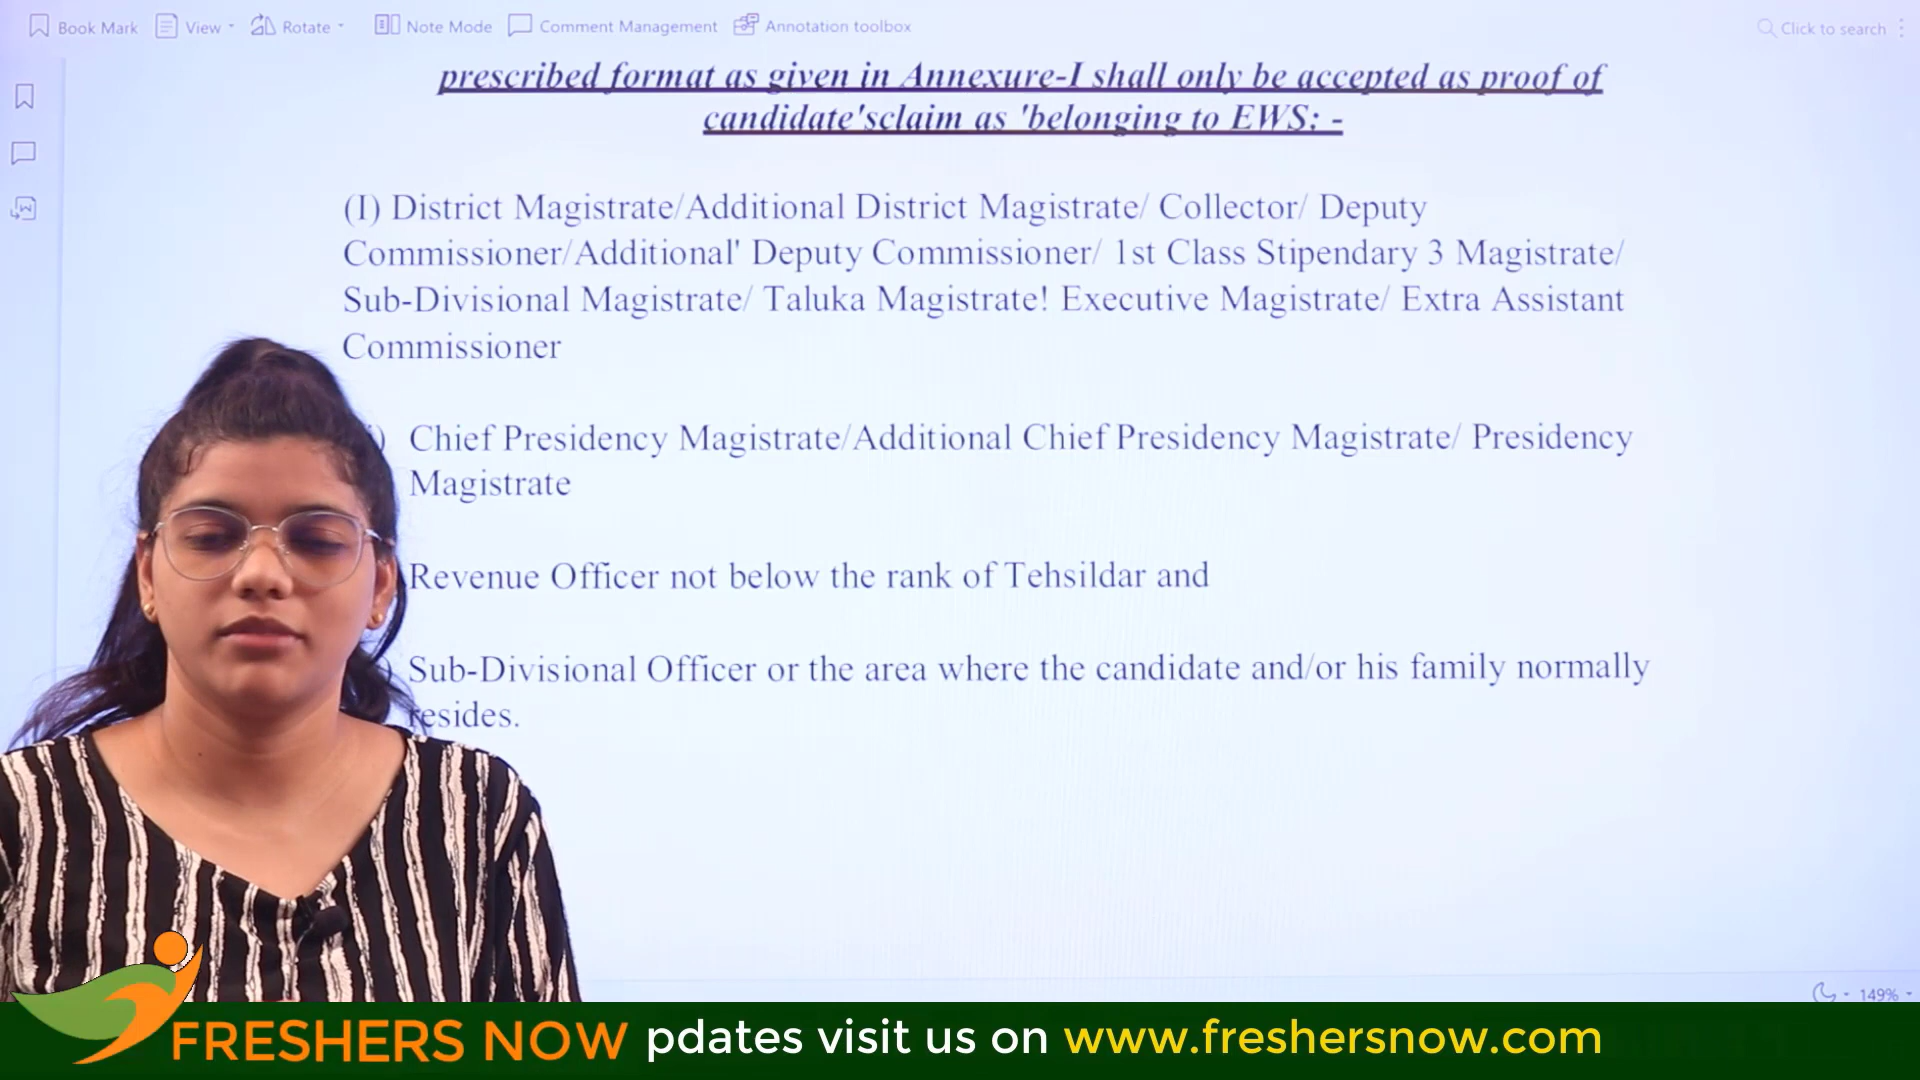 Book Mark View Rotate Note Mode Comment Management Annotation toolbox Click to search
prescribed format as given in Annexure-I shall only be accepted as proof of
candidate'sclaim as 'belonging to EWS: -
(I) District Magistrate/Additional District Magistrate/ Collector/ Deputy
Commissioner/Additional' Deputy Commissioner/ 1st Class Stipendary 3 Magistrate/
Sub-Divisional Magistrate/ Taluka Magistrate! Executive Magistrate/ Extra Assistant
Commissioner
) Chief Presidency Magistrate/Additional Chief Presidency Magistrate/ Presidency
Magistrate
Revenue Officer not below the rank of Tehsildar and
) Sub-Divisional Officer or the area where the candidate and/or his family normally
resides.
149%
FRESHERS NOW pdates visit us on www.freshersnow.com